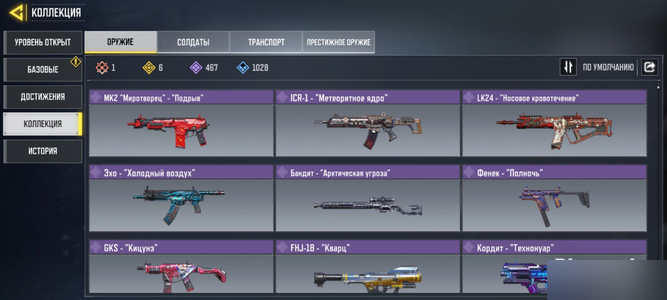 КОЛЛЕКЦИЯ
УРОВЕНЬ ОТКРЫТ
БАЗОВЫЕ
ДОСТИЖЕНИЯ
КОЛЛЕКЦИЯ
ИСТОРИЯ
ОРУЖИЕ СОЛДАТЫ ТРАНСПОРТ ПРЕСТИЖНОЕ ОРУЖИЕ
1 6 467 1028 ПО УМОЛЧАНИЮ
МК2 "Миротворец" - "Подрыв" ICR-1 - "Метеоритное ядро" LK24 - "Носовое кровотечение"
Эхо - "Холодный воздух" Бандит - "Арктическая угроза" Фенек - "Полночь"
GKS - "Кицунэ" FHJ-18 - "Кварц" Кордит - "Технонуар"